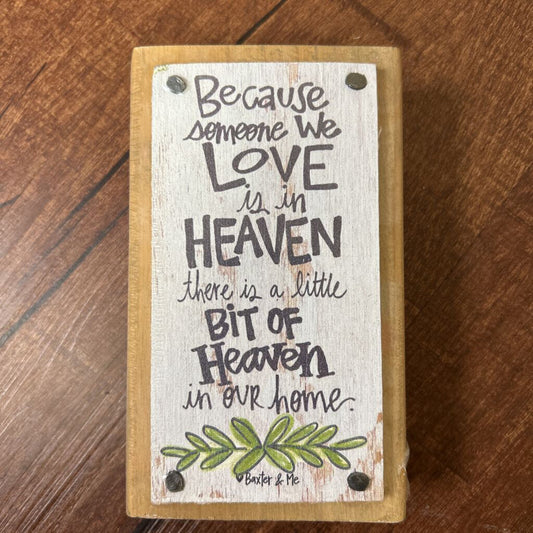 Because
someone We
LOVE
is in
HEAVEN
there is a little
BIT OF
Heaven
in OUR home.
Baxter & Me